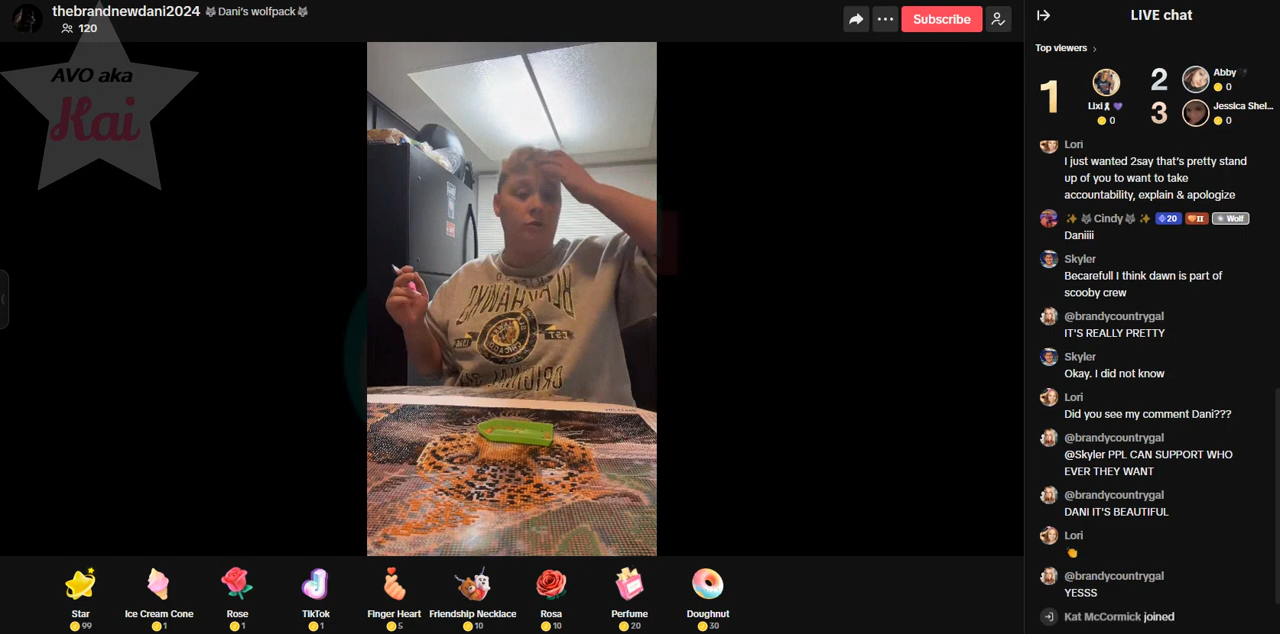 thebrandnewdani2024 🐺Dani's wolfpack🐺
120
Subscribe
AVO aka
Kai
BLACKHAWKS
EST
CHICAGO
ORIGINAL
Star
99
Ice Cream Cone
1
Rose
1
TikTok
1
Finger Heart
5
Friendship Necklace
10
Rosa
10
Perfume
20
Doughnut
30
LIVE chat
Top viewers
1
Lixi🎗💜
0
2
Abby
0
3
Jessica Shel...
0
Lori
I just wanted 2say that's pretty stand
up of you to want to take
accountability, explain & apologize
✨🐺Cindy🐺✨ 20 II Wolf
Daniiii
Skyler
Becarefull I think dawn is part of
scooby crew
@brandycountrygal
IT'S REALLY PRETTY
Skyler
Okay. I did not know
Lori
Did you see my comment Dani???
@brandycountrygal
@Skyler PPL CAN SUPPORT WHO
EVER THEY WANT
@brandycountrygal
DANI IT'S BEAUTIFUL
Lori
👏
@brandycountrygal
YESSS
Kat McCormick joined